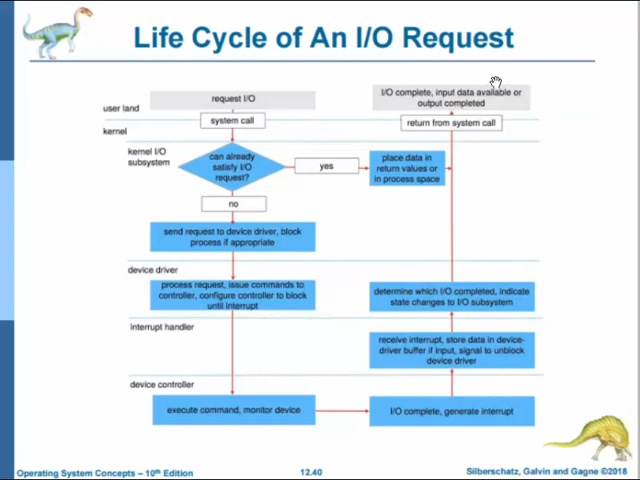 Life Cycle of An I/O Request
request I/O
I/O complete, input data available or
output completed
user land
system call
return from system call
kernel
kernel I/O
subsystem
can already
satisfy I/O
request?
yes
place data in
return values or
in process space
no
send request to device driver, block
process if appropriate
device driver
process request, issue commands to
controller, configure controller to block
until interrupt
determine which I/O completed, indicate
state changes to I/O subsystem
interrupt handler
receive interrupt, store data in device-
driver buffer if input, signal to unblock
device driver
device controller
execute command, monitor device
I/O complete, generate interrupt
Operating System Concepts – 10th Edition
12.40
Silberschatz, Galvin and Gagne ©2018